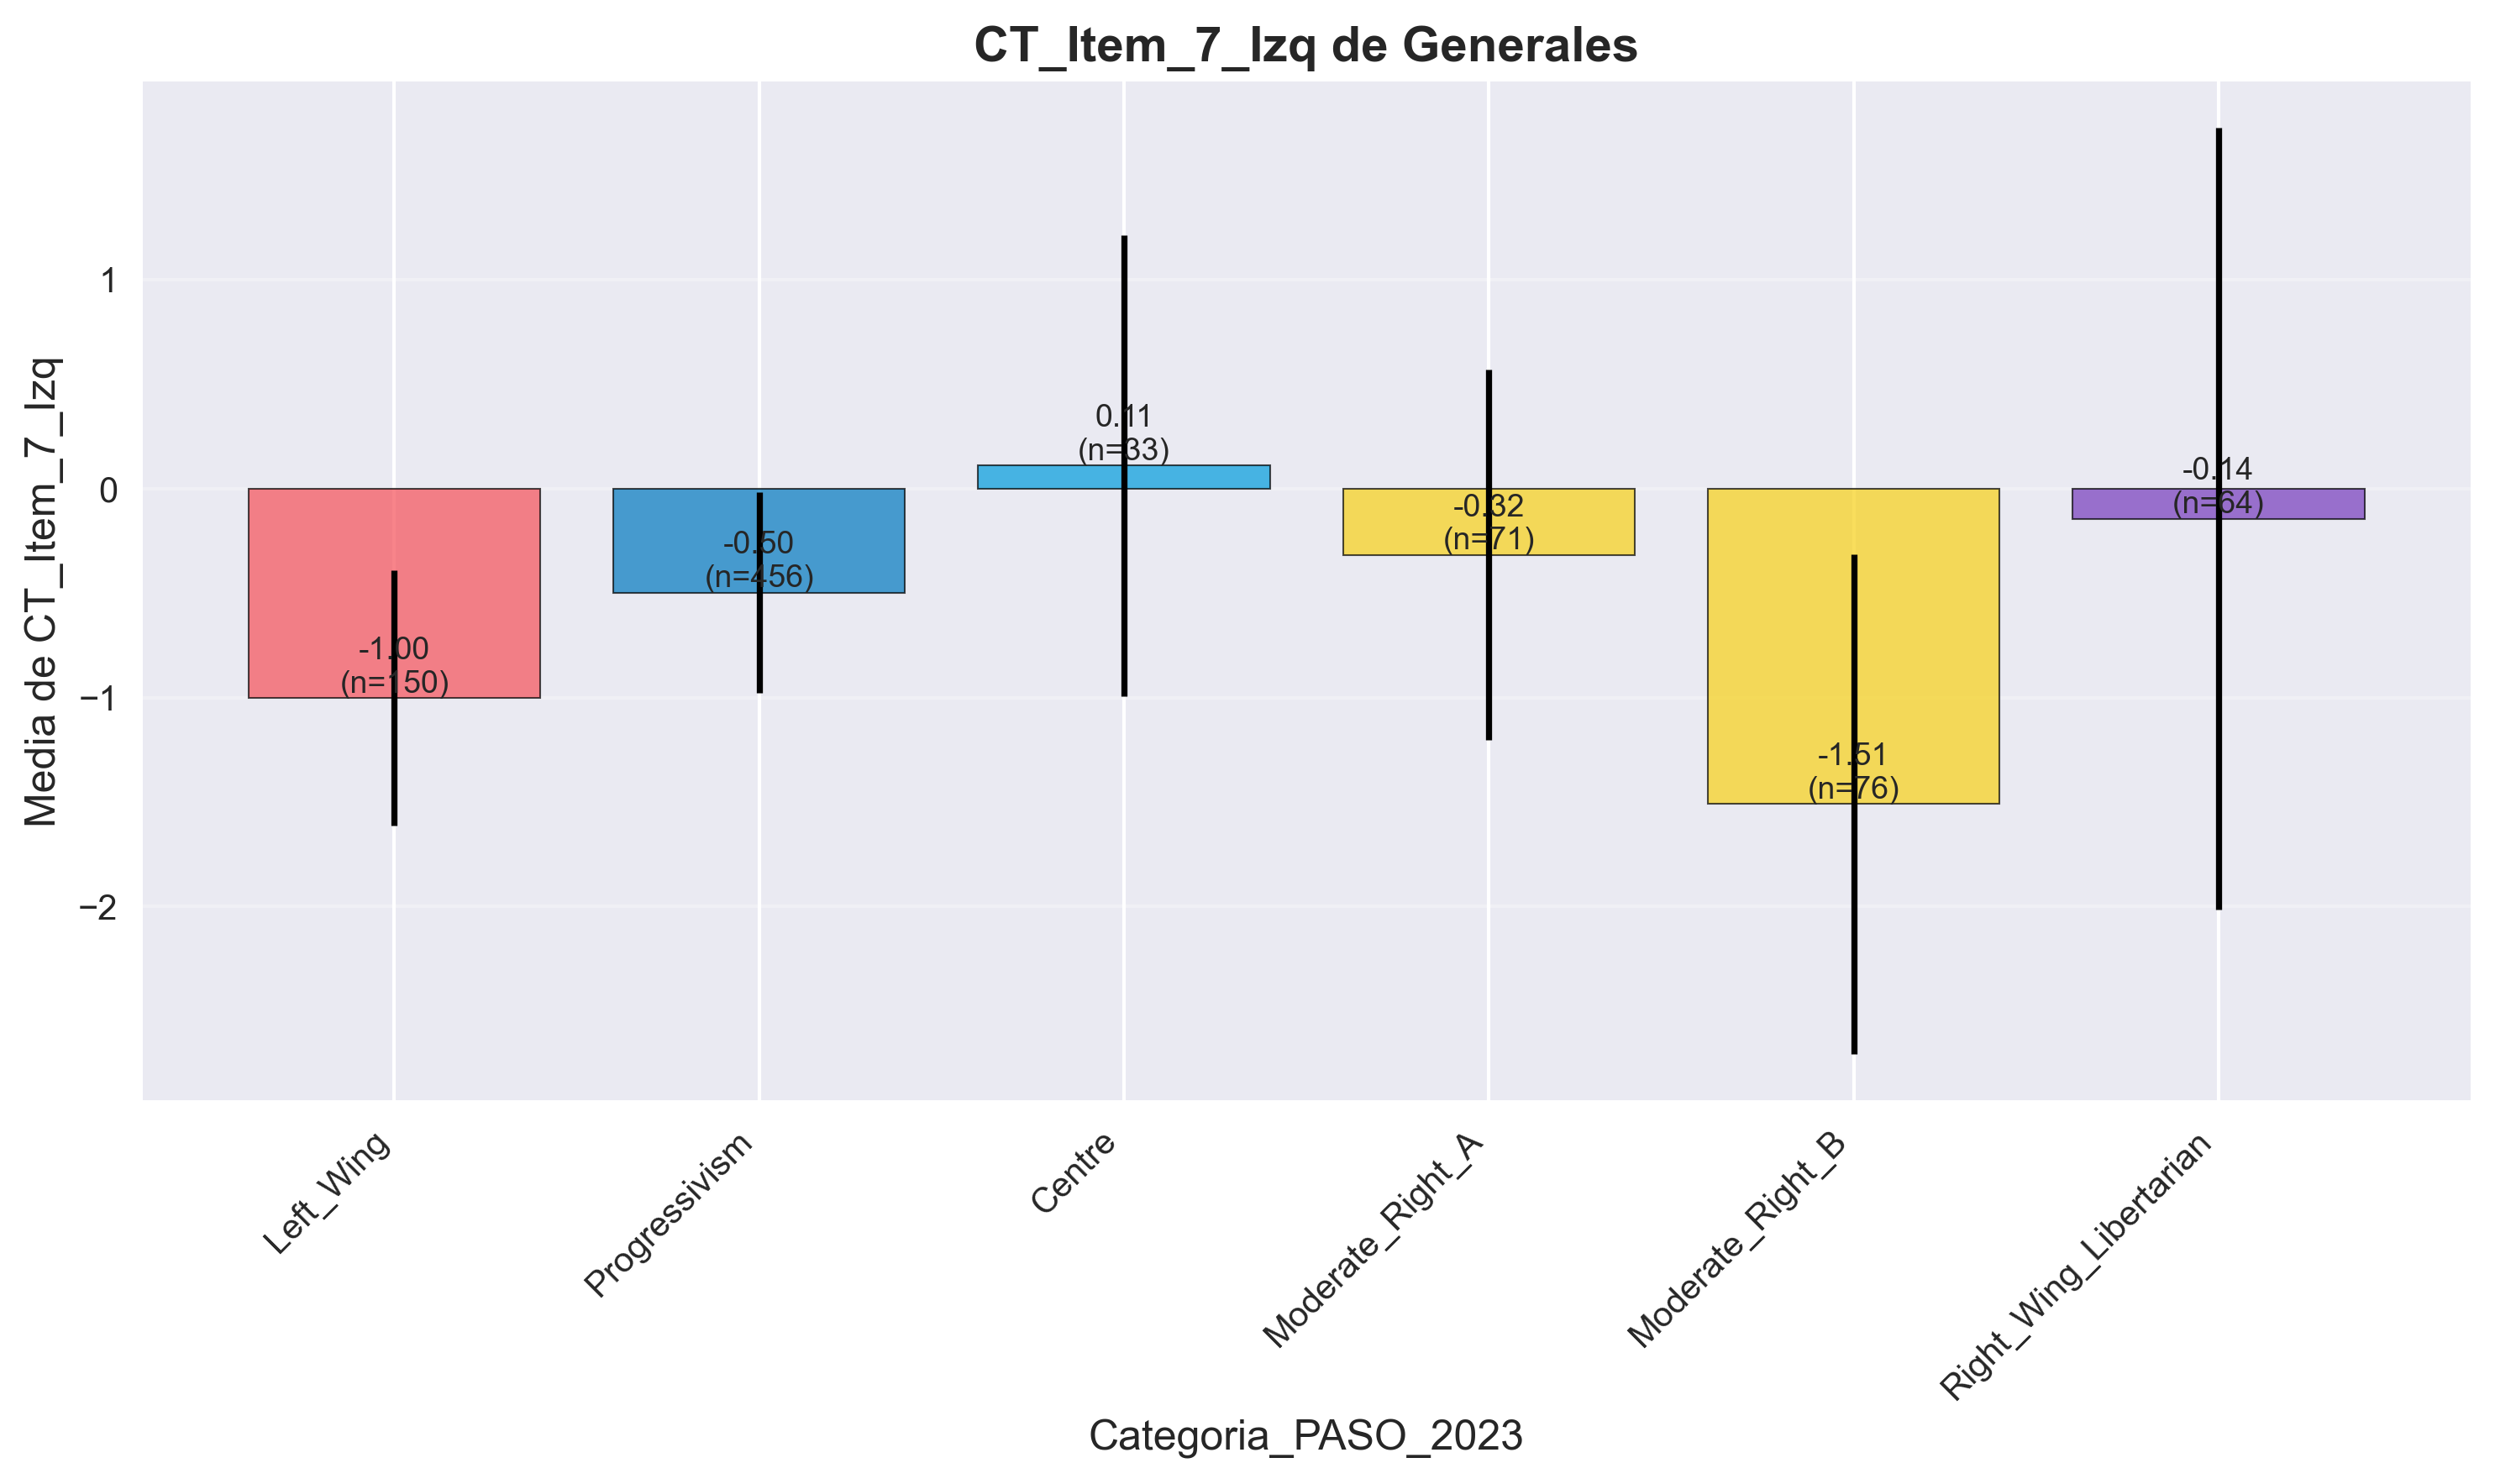 CT_Item_7_Izq de Generales
Media de CT_Item_7_Izq
1
0
−1
−2
-1.00
(n=150)
-0.50
(n=456)
0.11
(n=33)
-0.32
(n=71)
-1.51
(n=76)
-0.14
(n=64)
Left_Wing
Progressivism
Centre
Moderate_Right_A
Moderate_Right_B
Right_Wing_Libertarian
Categoria_PASO_2023